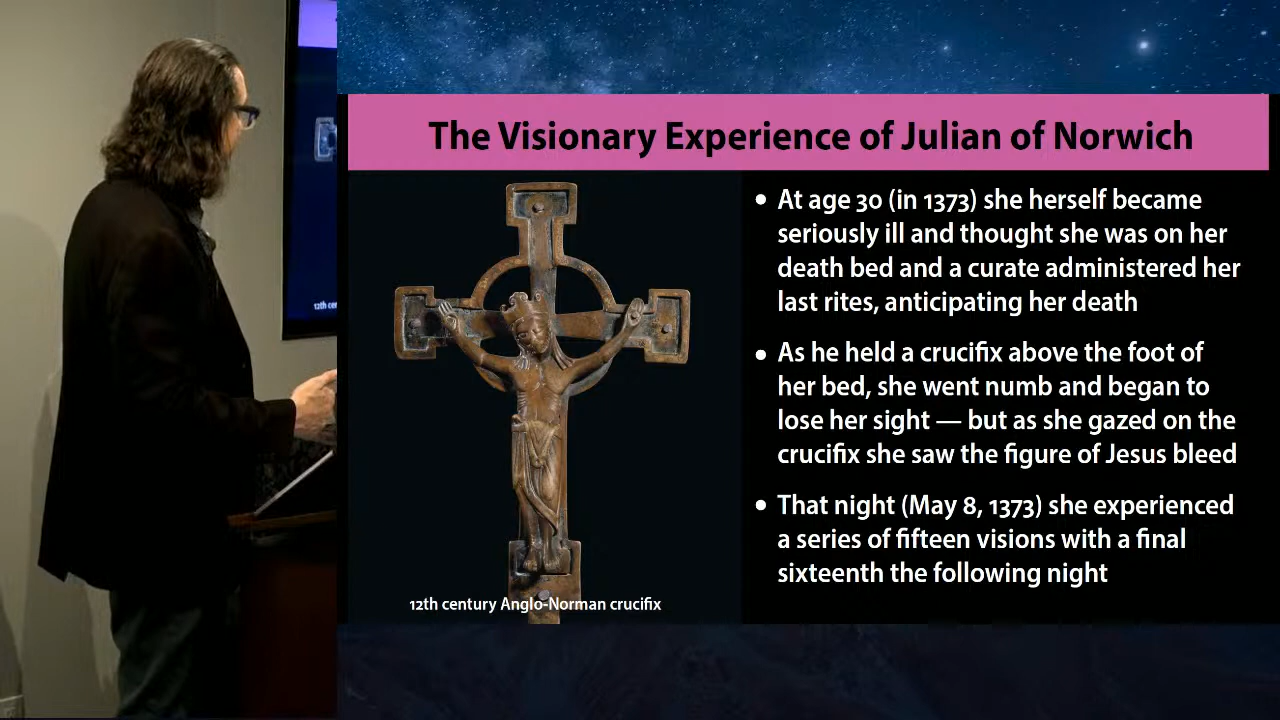 The Visionary Experience of Julian of Norwich
• At age 30 (in 1373) she herself became
seriously ill and thought she was on her
death bed and a curate administered her
last rites, anticipating her death
• As he held a crucifix above the foot of
her bed, she went numb and began to
lose her sight — but as she gazed on the
crucifix she saw the figure of Jesus bleed
• That night (May 8, 1373) she experienced
a series of fifteen visions with a final
sixteenth the following night
12th century Anglo-Norman crucifix
12th cen